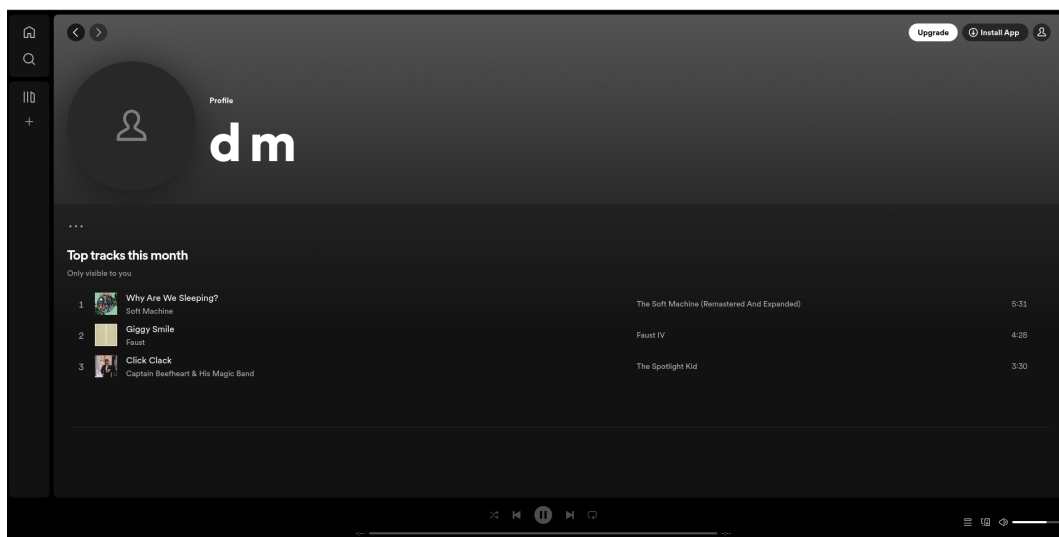 Upgrade
Install App
Profile
d m
...
Top tracks this month
Only visible to you
1
Why Are We Sleeping?
Soft Machine
The Soft Machine (Remastered And Expanded)
5:31
2
Giggy Smile
Faust
Faust IV
4:28
3
Click Clack
Captain Beefheart & His Magic Band
The Spotlight Kid
3:30
-:--
-:--